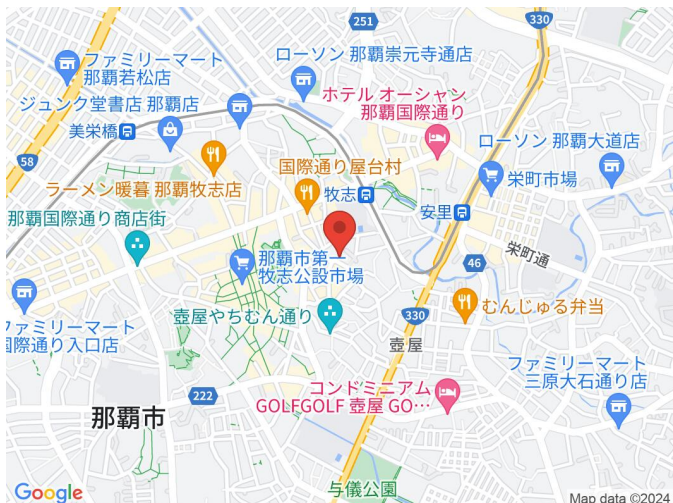 251
330
ファミリーマート
那覇若松店
ローソン 那覇崇元寺通店
ジュンク堂書店 那覇店
ホテル オーシャン
那覇国際通り
美栄橋
ローソン 那覇大道店
58
国際通り屋台村
栄町市場
ラーメン暖暮 那覇牧志店
牧志
安里
那覇国際通り商店街
栄町通
那覇市第一
牧志公設市場
46
むんじゅる弁当
壺屋やちむん通り
330
ファミリーマート
国際通り入口店
壺屋
ファミリーマート
三原大石通り店
コンドミニアム
GOLFGOLF 壺屋 GO…
222
那覇市
与儀公園
Google
Map data ©2024